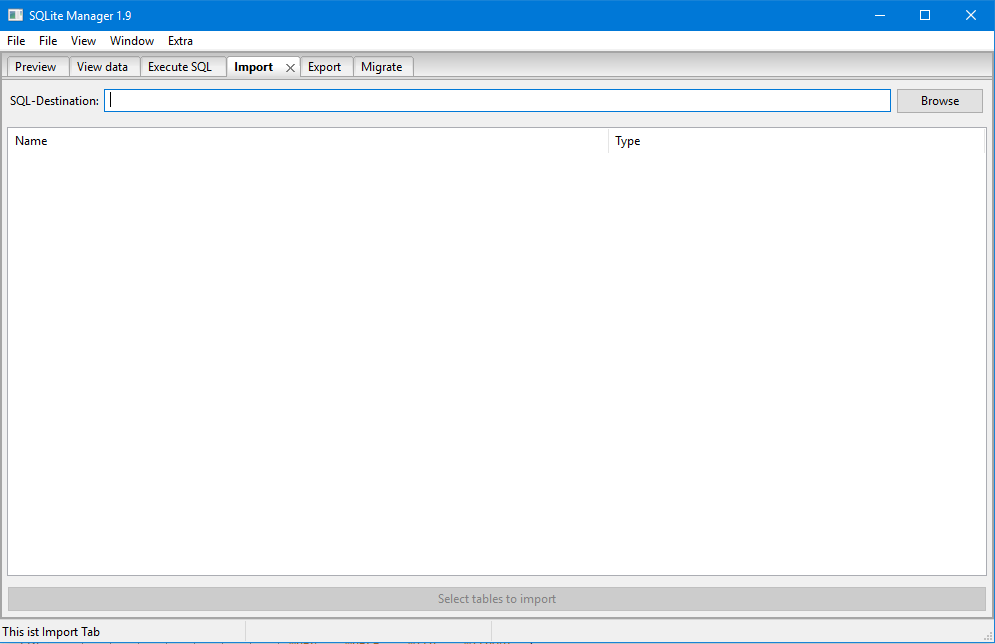 SQLite Manager 1.9
File File View Window Extra
Preview View data Execute SQL Import Export Migrate
SQL-Destination: Browse
Name Type
Select tables to import
This ist Import Tab